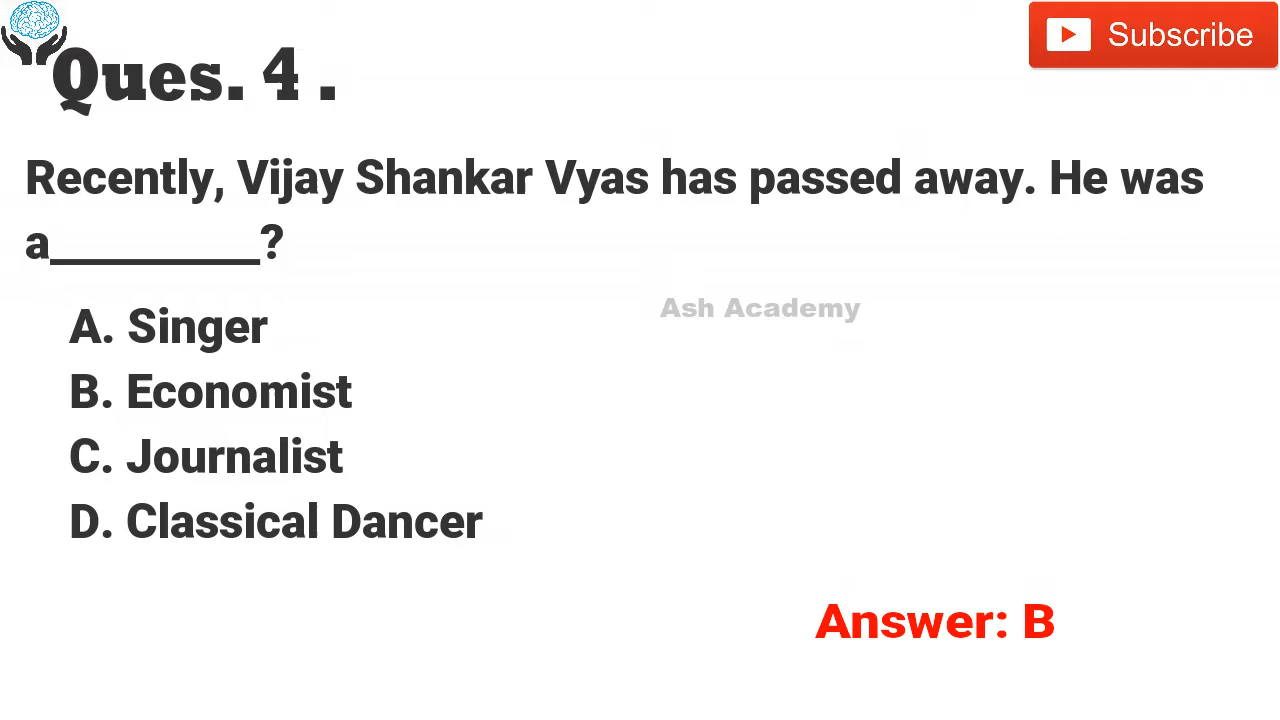 Subscribe
Ques. 4 .
Recently, Vijay Shankar Vyas has passed away. He was
a_________?
Ash Academy
A. Singer
B. Economist
C. Journalist
D. Classical Dancer
Answer: B